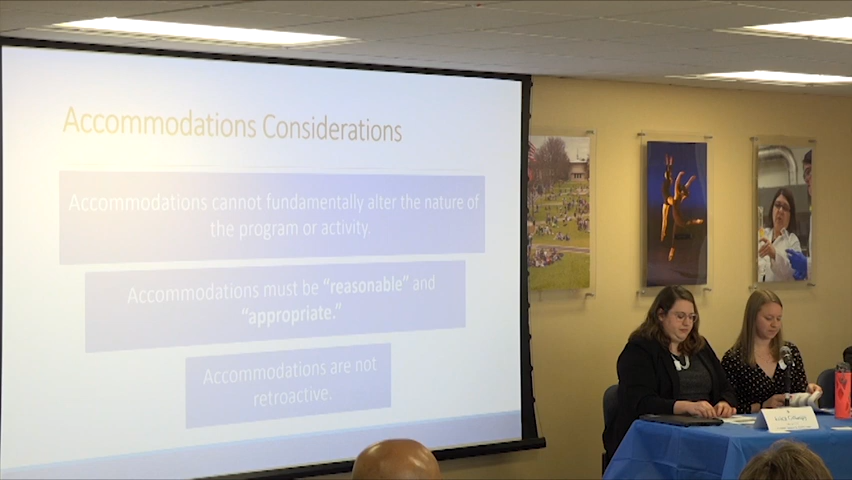 Accommodations Considerations
Accommodations cannot fundamentally alter the nature of
the program or activity.
Accommodations must be “reasonable” and
“appropriate.”
Accommodations are not
retroactive.